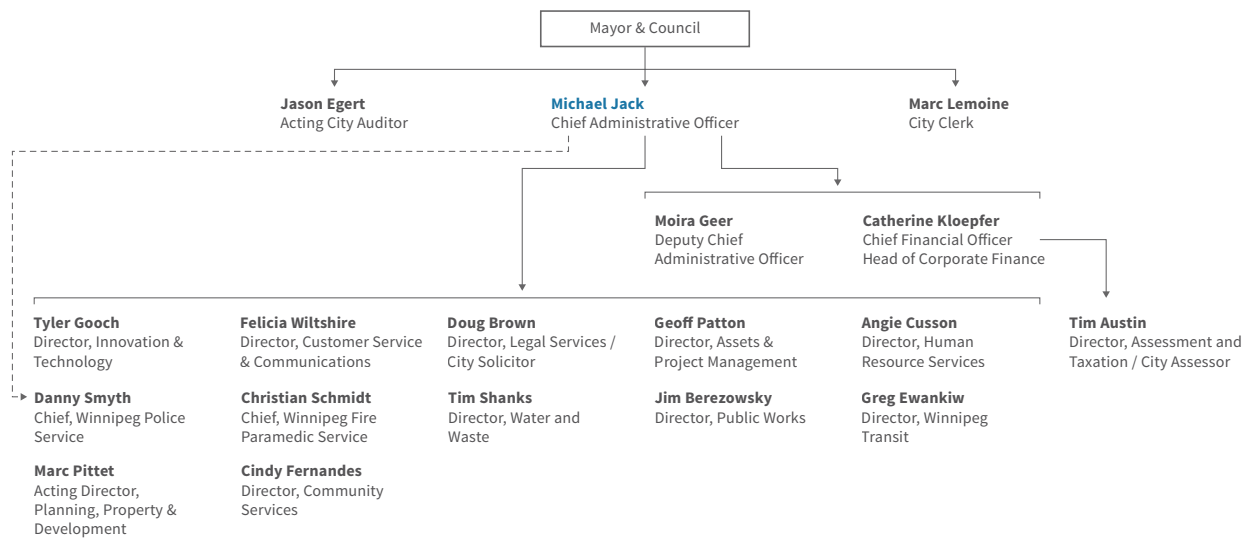 Mayor & Council
Jason Egert
Acting City Auditor
Michael Jack
Chief Administrative Officer
Marc Lemoine
City Clerk
Moira Geer
Deputy Chief
Administrative Officer
Catherine Kloepfer
Chief Financial Officer
Head of Corporate Finance
Tyler Gooch
Director, Innovation &
Technology
Felicia Wiltshire
Director, Customer Service
& Communications
Doug Brown
Director, Legal Services /
City Solicitor
Geoff Patton
Director, Assets &
Project Management
Angie Cusson
Director, Human
Resource Services
Tim Austin
Director, Assessment and
Taxation / City Assessor
Danny Smyth
Chief, Winnipeg Police
Service
Christian Schmidt
Chief, Winnipeg Fire
Paramedic Service
Tim Shanks
Director, Water and
Waste
Jim Berezowsky
Director, Public Works
Greg Ewankiw
Director, Winnipeg
Transit
Marc Pittet
Acting Director,
Planning, Property &
Development
Cindy Fernandes
Director, Community
Services